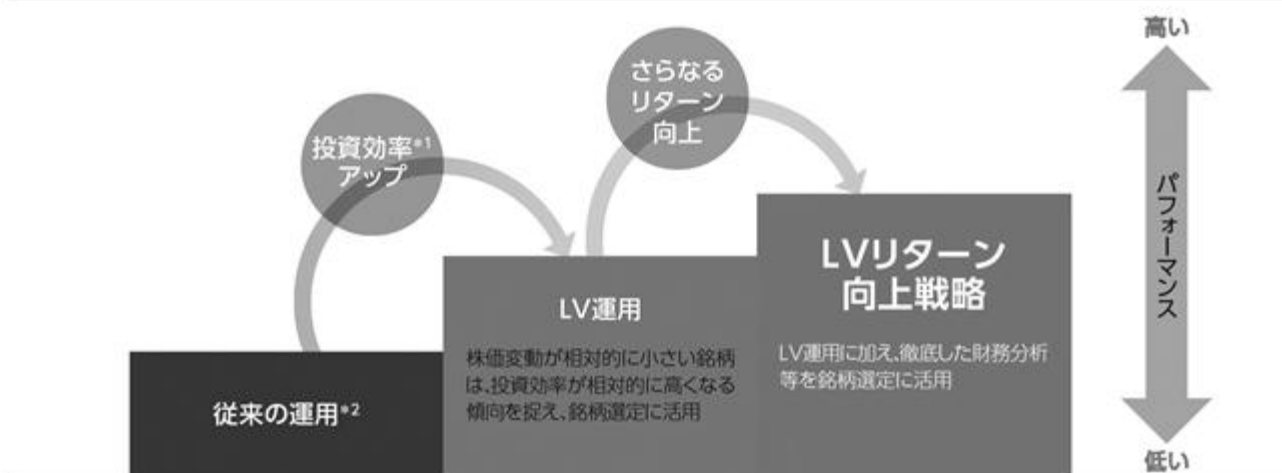 高い
さらなる
リターン
向上
投資効率*1
アップ
パフォーマンス
LVリターン
向上戦略
LV運用
株価変動が相対的に小さい銘柄
は、投資効率が相対的に高くなる
傾向を捉え、銘柄選定に活用
LV運用に加え、徹底した財務分析
等を銘柄選定に活用
従来の運用*2
低い